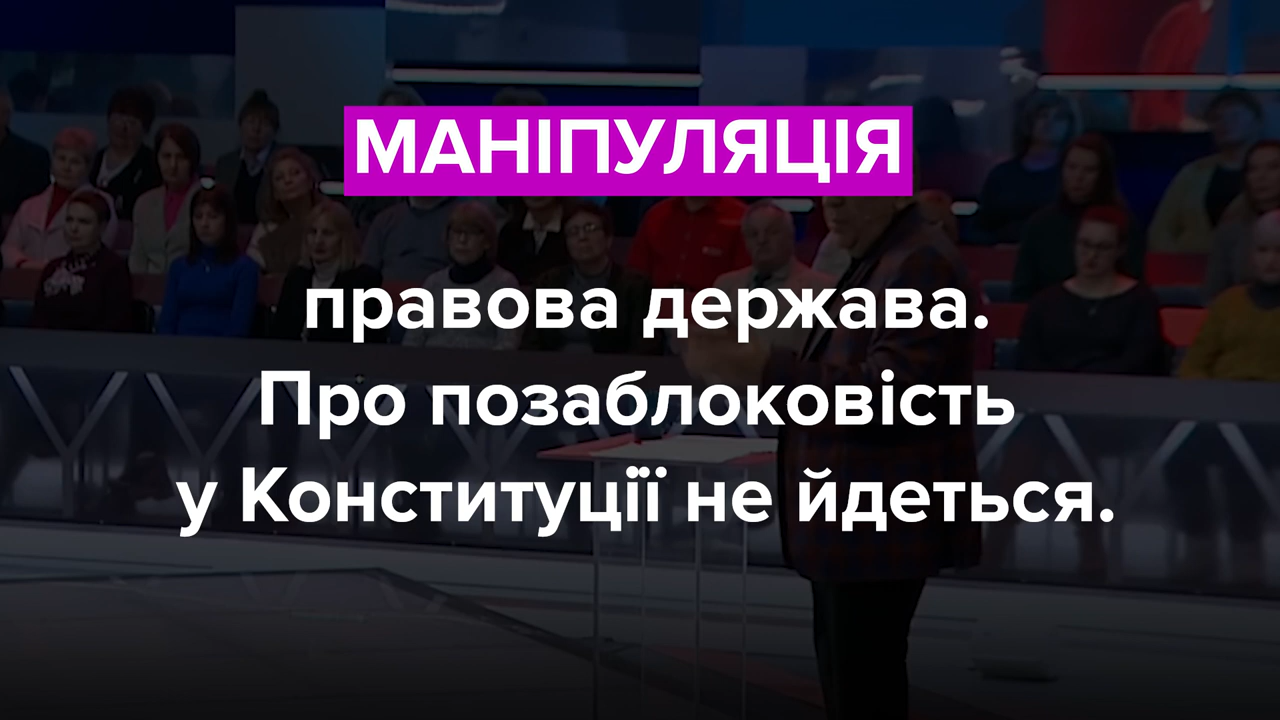 МАНІПУЛЯЦІЯ
правова держава.
Про позаблоковість
у Конституції не йдеться.